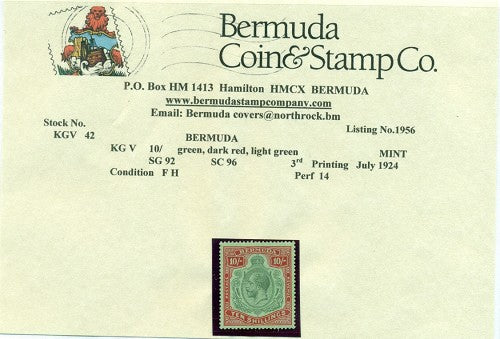 Bermuda
Coin&Stamp Co.
P.O. Box HM 1413 Hamilton HMCX BERMUDA
www.bermudastampcompany.com
Email: Bermuda covers@northrock.bm
Stock No. Listing No.1956
KGV 42
BERMUDA
KG V 10/ green, dark red, light green MINT
SG 92 SC 96 3rd Printing July 1924
Condition F H Perf 14
BERMUDA
10/- 10/-
TEN SHILLINGS